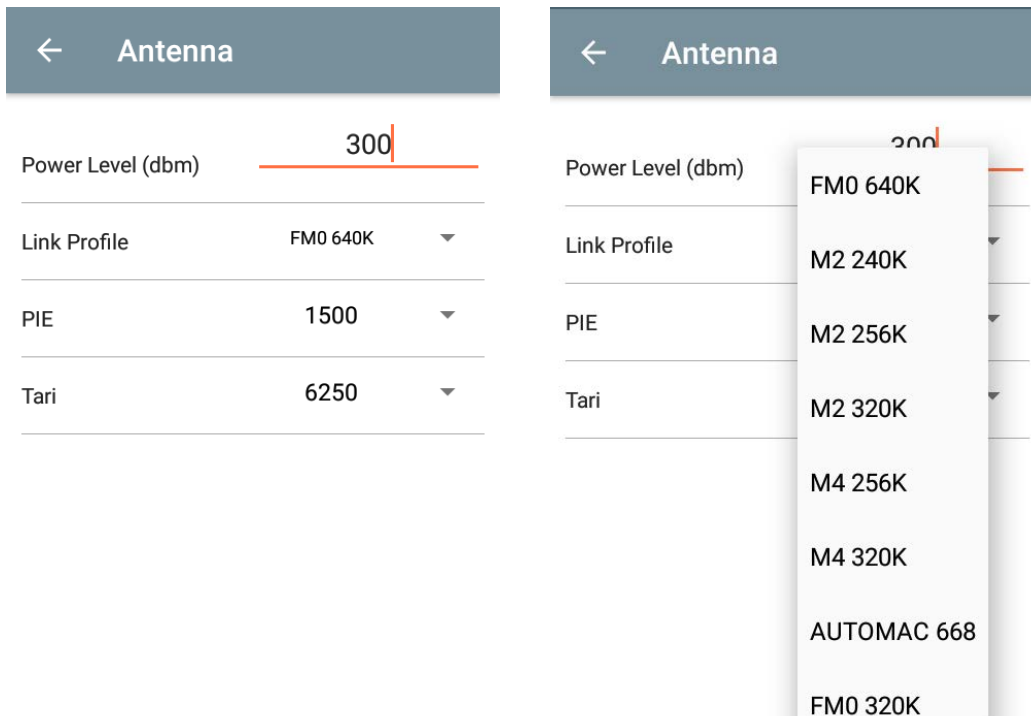 Antenna
Power Level (dbm)
300
Link Profile
FM0 640K
PIE
1500
Tari
6250
Antenna
Power Level (dbm)
300
Link Profile
PIE
Tari
FM0 640K
M2 240K
M2 256K
M2 320K
M4 256K
M4 320K
AUTOMAC 668
FM0 320K